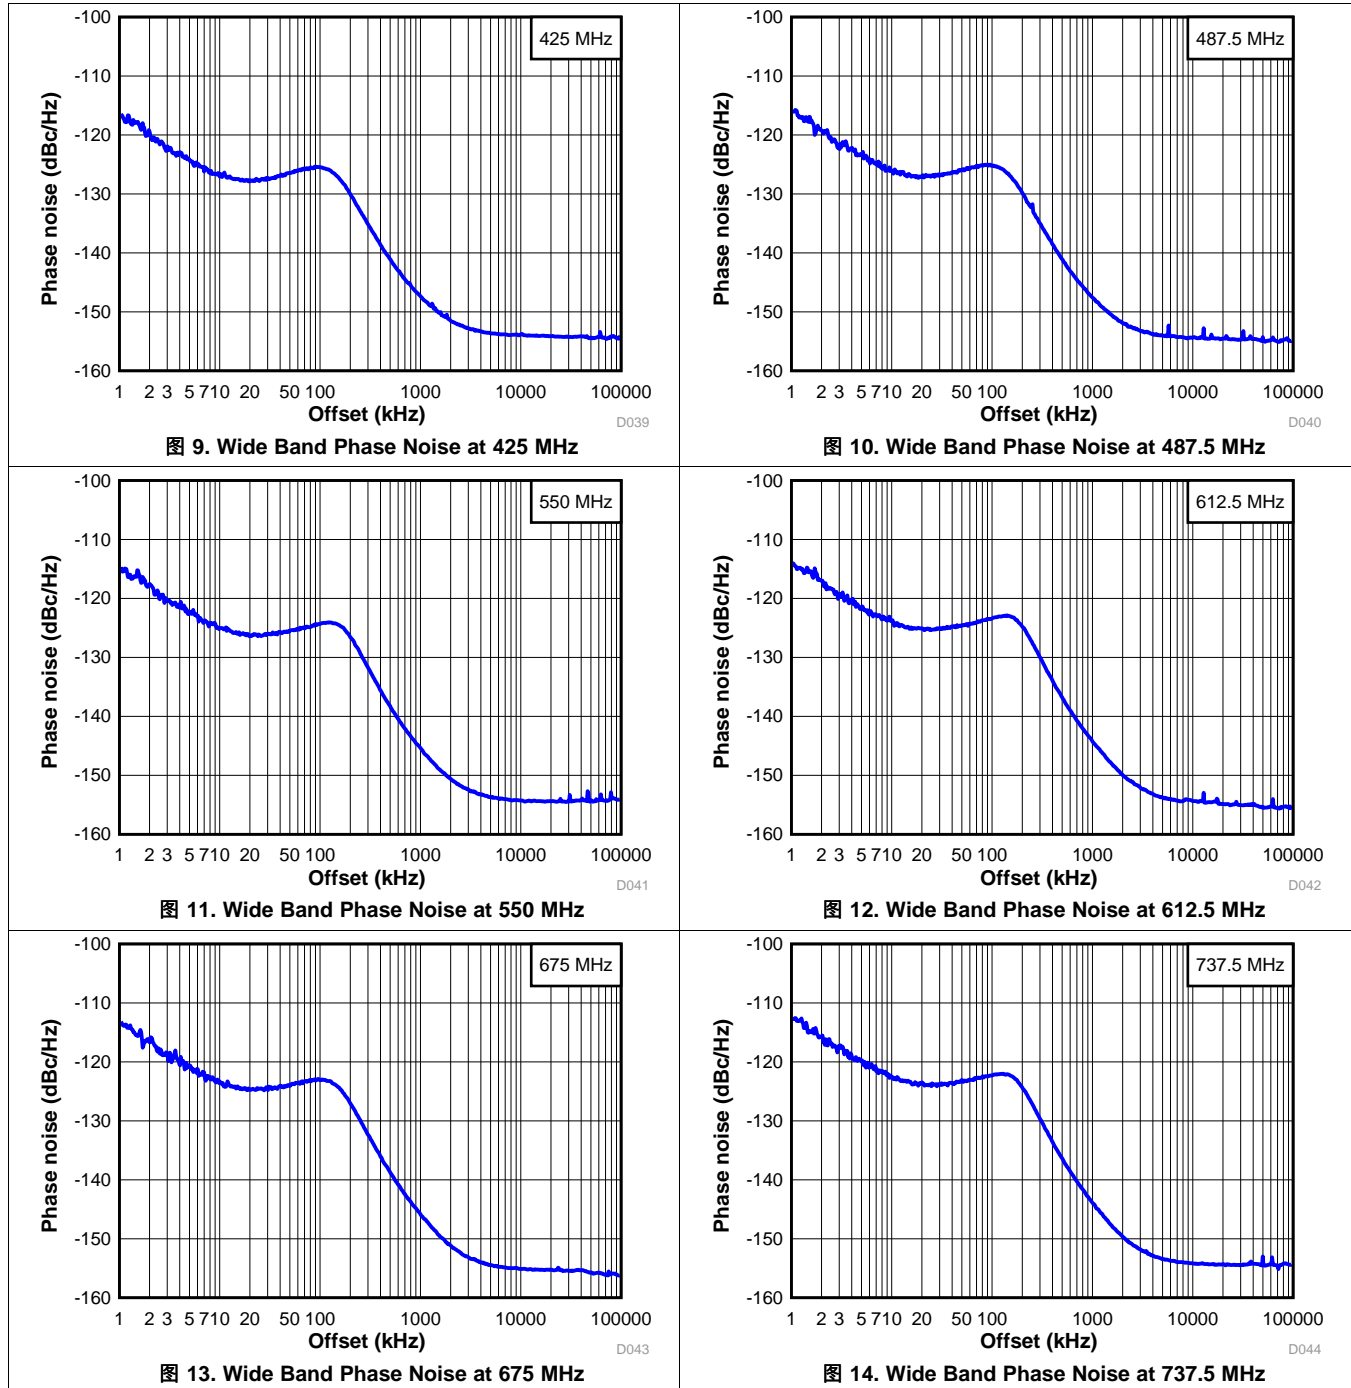 -100
-110
-120
-130
-140
-150
-160
Phase noise (dBc/Hz)
425 MHz
1 2 3 5 7 10 20 50 100 1000 10000 100000
Offset (kHz)
D039
图 9. Wide Band Phase Noise at 425 MHz
-100
-110
-120
-130
-140
-150
-160
Phase noise (dBc/Hz)
487.5 MHz
1 2 3 5 7 10 20 50 100 1000 10000 100000
Offset (kHz)
D040
图 10. Wide Band Phase Noise at 487.5 MHz
-100
-110
-120
-130
-140
-150
-160
Phase noise (dBc/Hz)
550 MHz
1 2 3 5 7 10 20 50 100 1000 10000 100000
Offset (kHz)
D041
图 11. Wide Band Phase Noise at 550 MHz
-100
-110
-120
-130
-140
-150
-160
Phase noise (dBc/Hz)
612.5 MHz
1 2 3 5 7 10 20 50 100 1000 10000 100000
Offset (kHz)
D042
图 12. Wide Band Phase Noise at 612.5 MHz
-100
-110
-120
-130
-140
-150
-160
Phase noise (dBc/Hz)
675 MHz
1 2 3 5 7 10 20 50 100 1000 10000 100000
Offset (kHz)
D043
图 13. Wide Band Phase Noise at 675 MHz
-100
-110
-120
-130
-140
-150
-160
Phase noise (dBc/Hz)
737.5 MHz
1 2 3 5 7 10 20 50 100 1000 10000 100000
Offset (kHz)
D044
图 14. Wide Band Phase Noise at 737.5 MHz